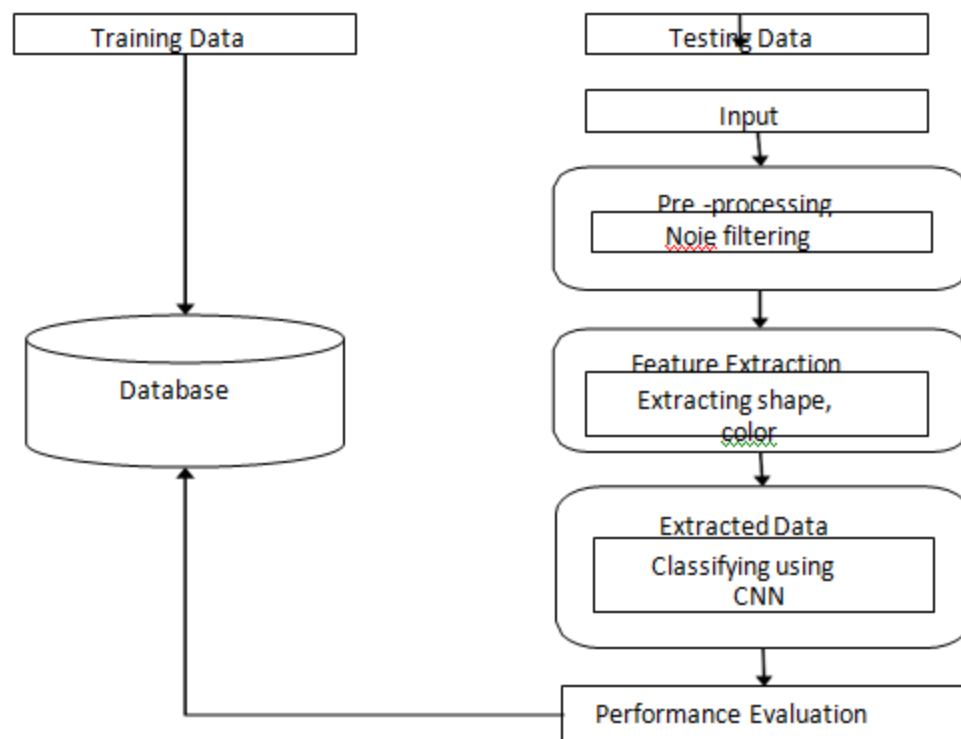 Training Data
Testing Data
Input
Pre -processing
Noie filtering
Feature Extraction
Database
Extracting shape,
color
Extracted Data
Classifying using
CNN
Performance Evaluation